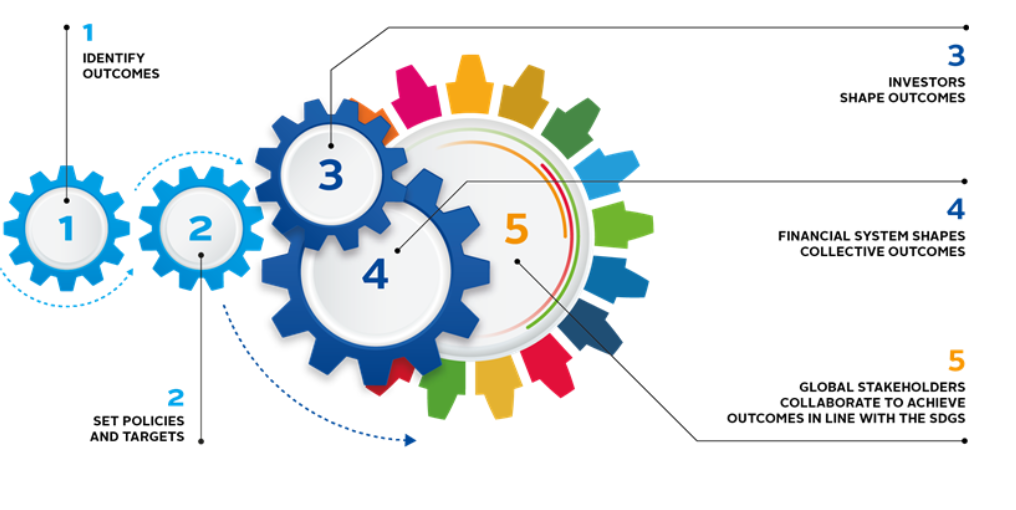 1
IDENTIFY
OUTCOMES
3
INVESTORS
SHAPE OUTCOMES
3
1
2
4
5
4
FINANCIAL SYSTEM SHAPES
COLLECTIVE OUTCOMES
2
SET POLICIES
AND TARGETS
5
GLOBAL STAKEHOLDERS
COLLABORATE TO ACHIEVE
OUTCOMES IN LINE WITH THE SDGS